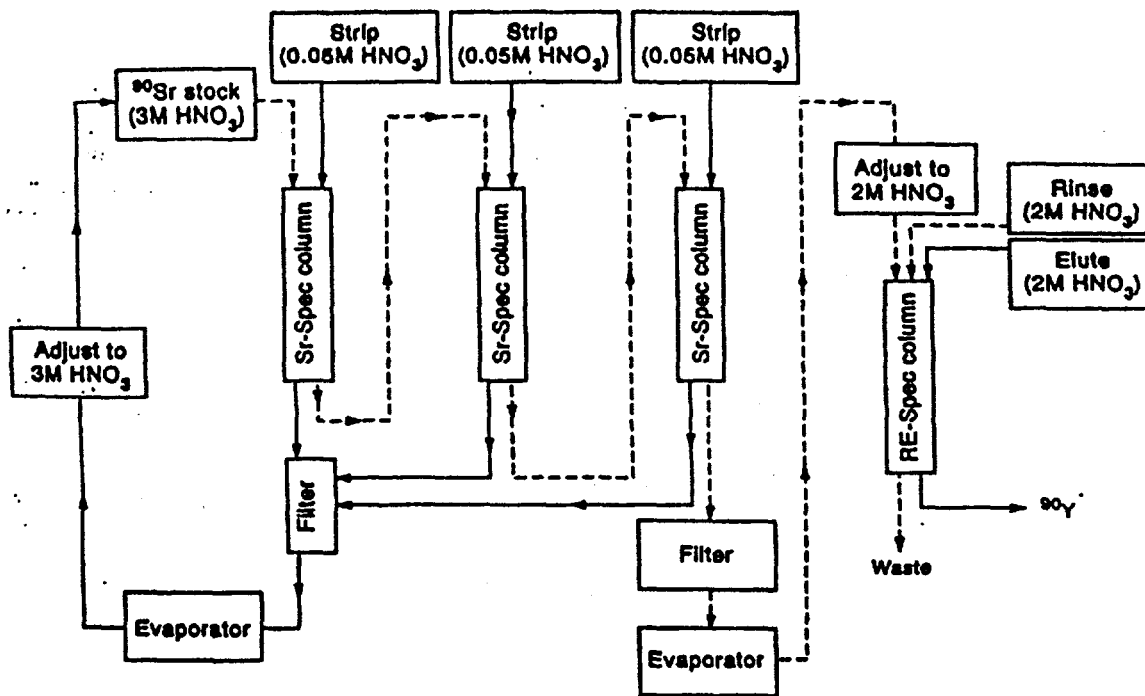 Strip
(0.05M HNO₃)
Strip
(0.05M HNO₃)
Strip
(0.05M HNO₃)
⁹⁰Sr stock
(3M HNO₃)
Adjust to
2M HNO₃
Rinse
(2M HNO₃)
Elute
(2M HNO₃)
Sr-Spec column
Sr-Spec column
Sr-Spec column
RE-Spec column
Adjust to
3M HNO₃
Filter
⁹⁰Y
Filter
Waste
Evaporator
Evaporator